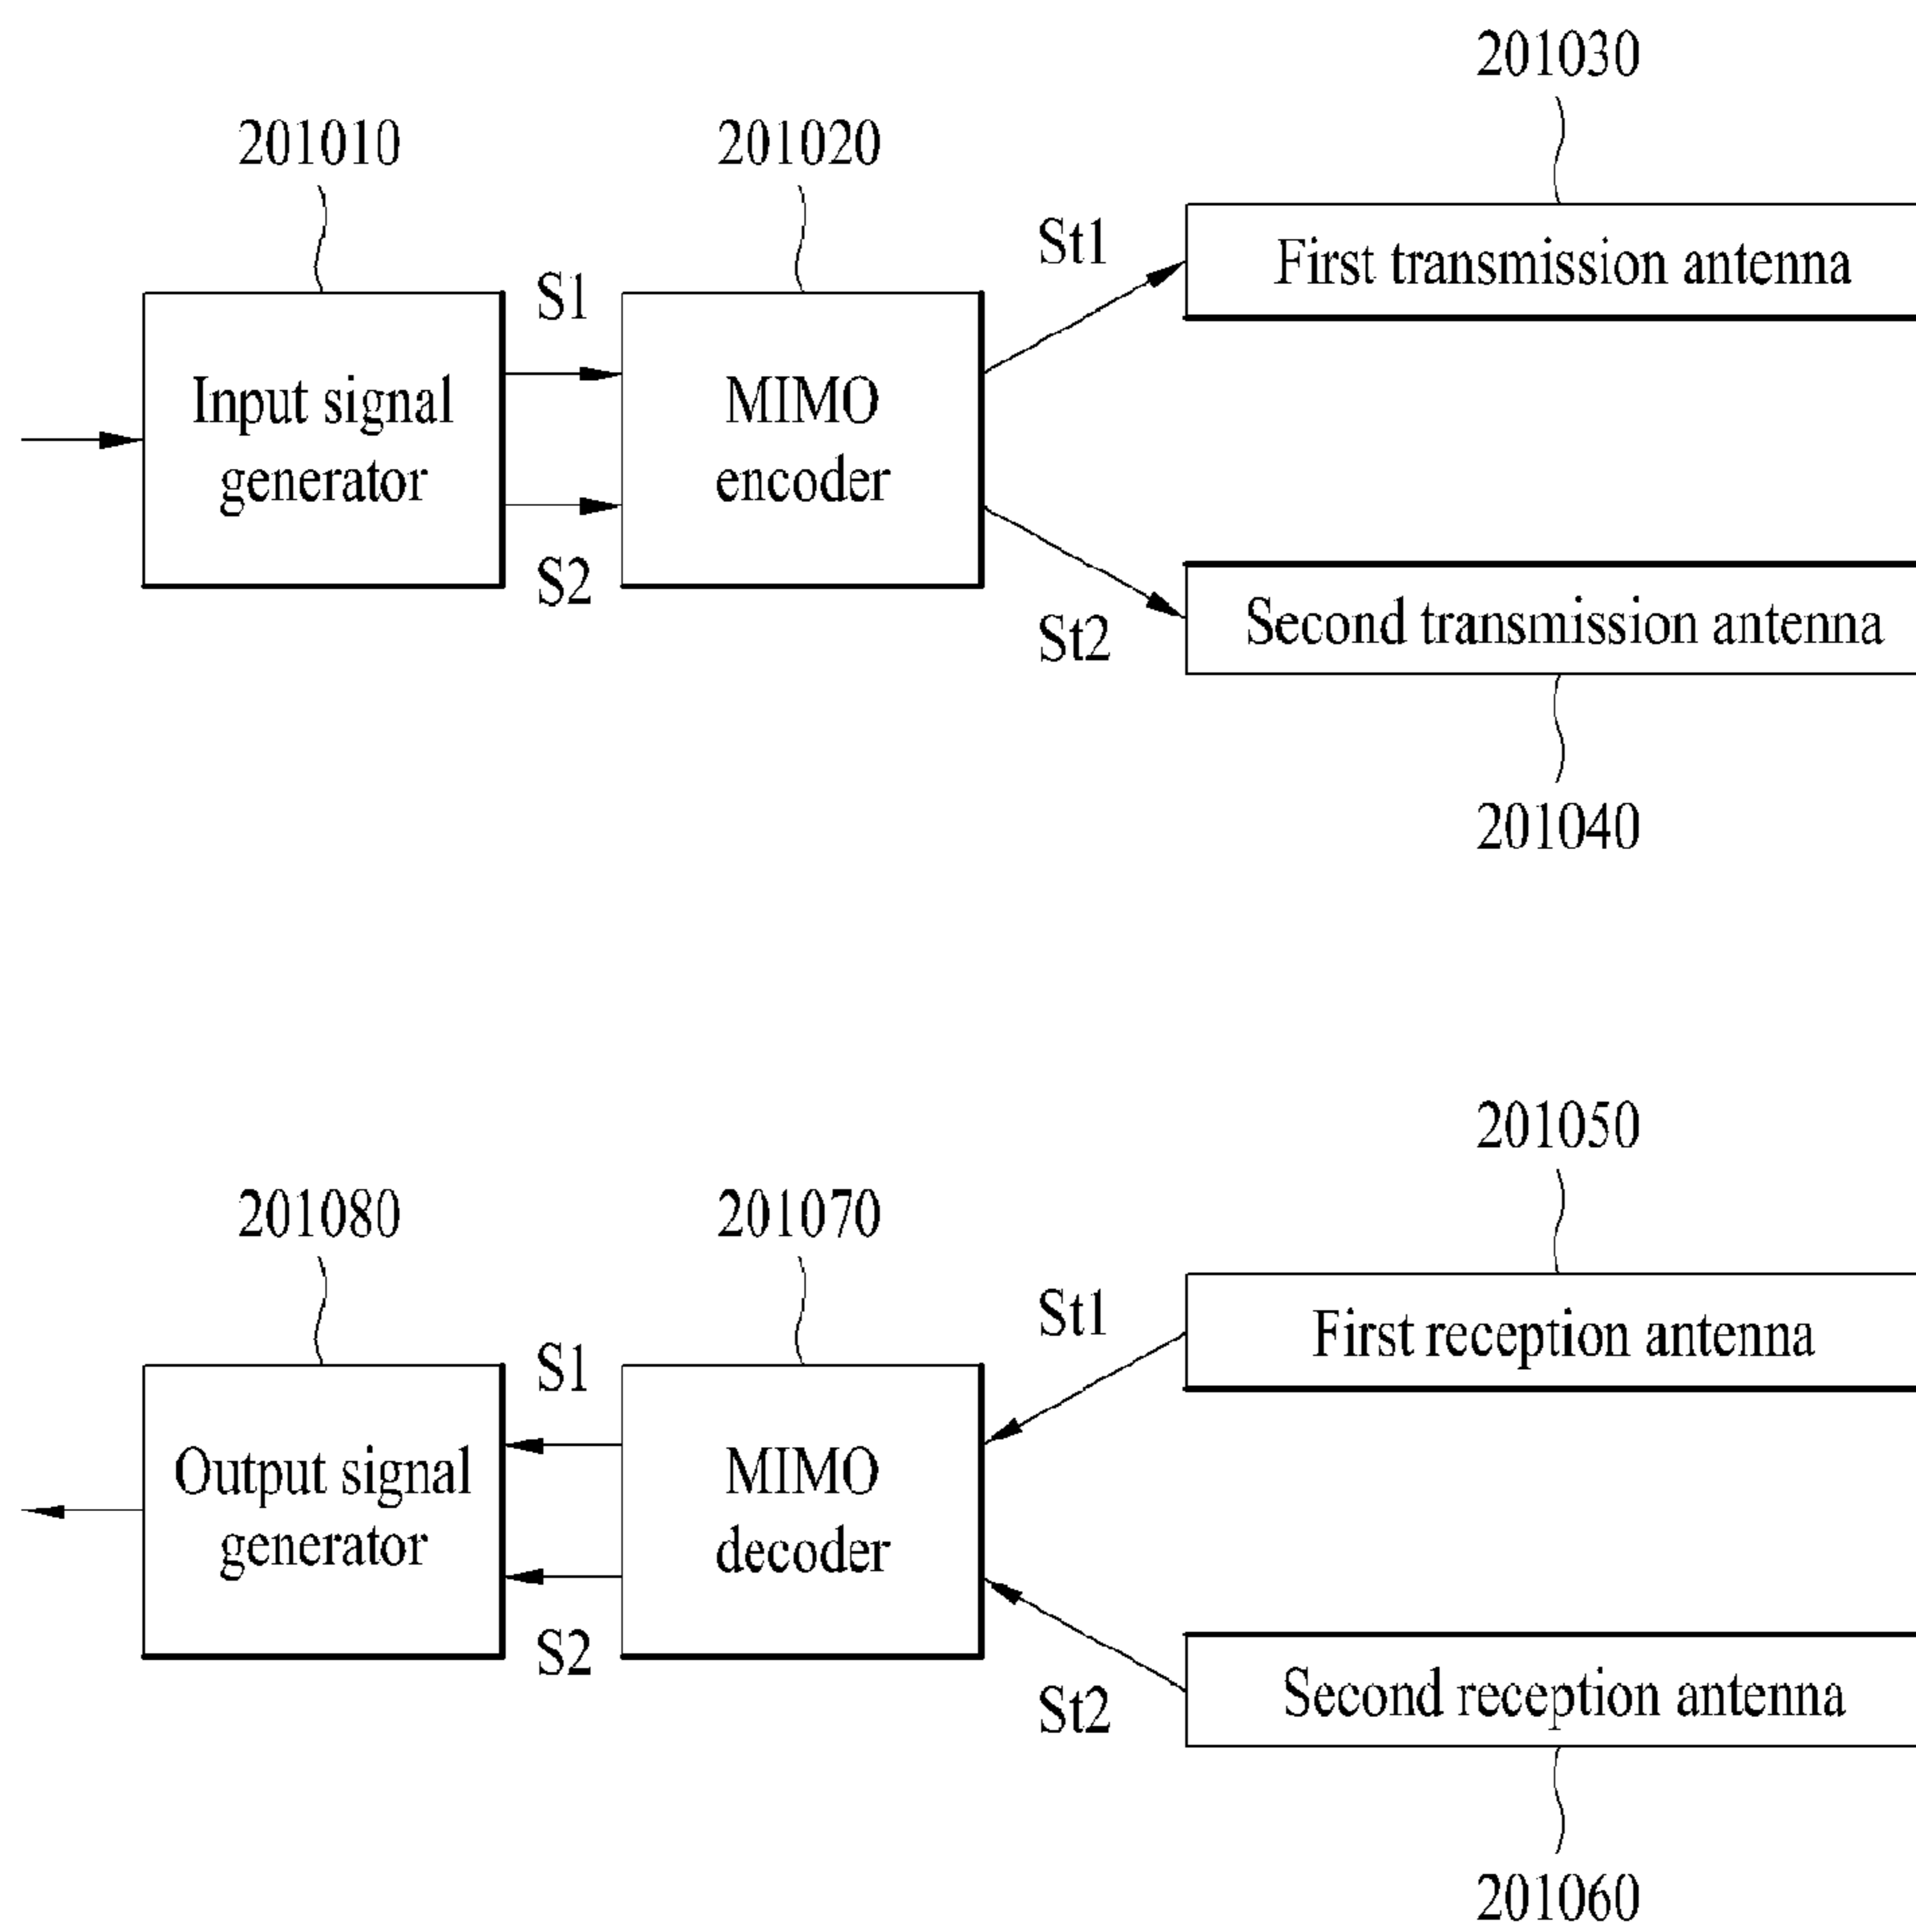 201030
201010
201020
St1
First transmission antenna
S1
Input signal
generator
MIMO
encoder
S2
St2
Second transmission antenna
201040
201050
201080
201070
St1
First reception antenna
S1
Output signal
generator
MIMO
decoder
S2
St2
Second reception antenna
201060